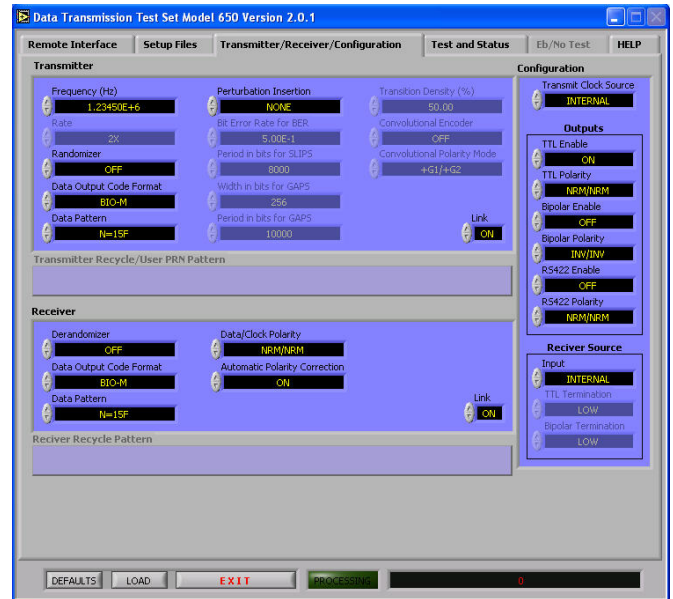 Data Transmission Test Set Model 650 Version 2.0.1
Remote Interface
Setup Files
Transmitter/Receiver/Configuration
Test and Status
Eb/No Test
HELP
Transmitter
Frequency (Hz)
1.23450E+6
Rate
2X
Randomizer
OFF
Data Output Code Format
BIO-M
Data Pattern
N=15F
Perturbation Insertion
NONE
Bit Error Rate for BER
5.00E-1
Period in bits for SLIPS
8000
Width in bits for GAPS
256
Period in bits for GAPS
10000
Transition Density (%)
50.00
Convolutional Encoder
OFF
Convolutional Polarity Mode
+G1/+G2
Link
ON
Transmitter Recycle/User PRN Pattern
Receiver
Derandomizer
OFF
Data Output Code Format
BIO-M
Data Pattern
N=15F
Data/Clock Polarity
NRM/NRM
Automatic Polarity Correction
ON
Link
ON
Reciver Recycle Pattern
Configuration
Transmit Clock Source
INTERNAL
Outputs
TTL Enable
ON
TTL Polarity
NRM/NRM
Bipolar Enable
OFF
Bipolar Polarity
INV/INV
RS422 Enable
OFF
RS422 Polarity
NRM/NRM
Reciver Source
Input
INTERNAL
TTL Termination
LOW
Bipolar Termination
LOW
DEFAULTS
LOAD
EXIT
PROCESSING
0